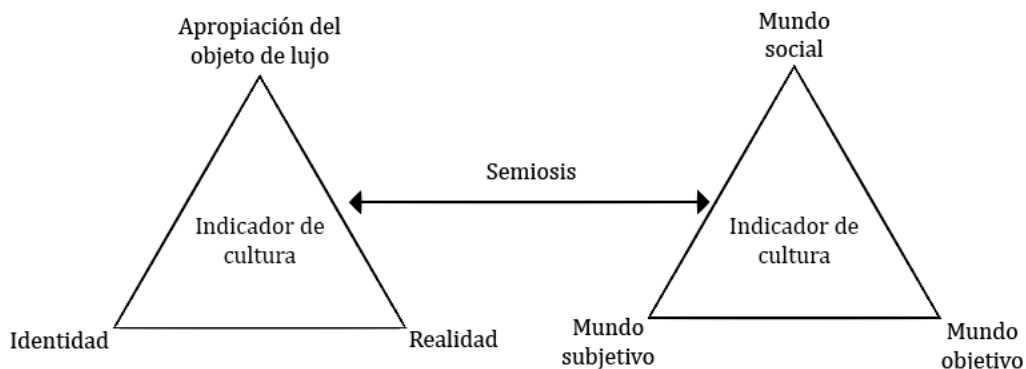 Apropiación del
objeto de lujo
Mundo
social
Semiosis
Indicador de
cultura
Indicador de
cultura
Identidad
Realidad
Mundo
subjetivo
Mundo
objetivo